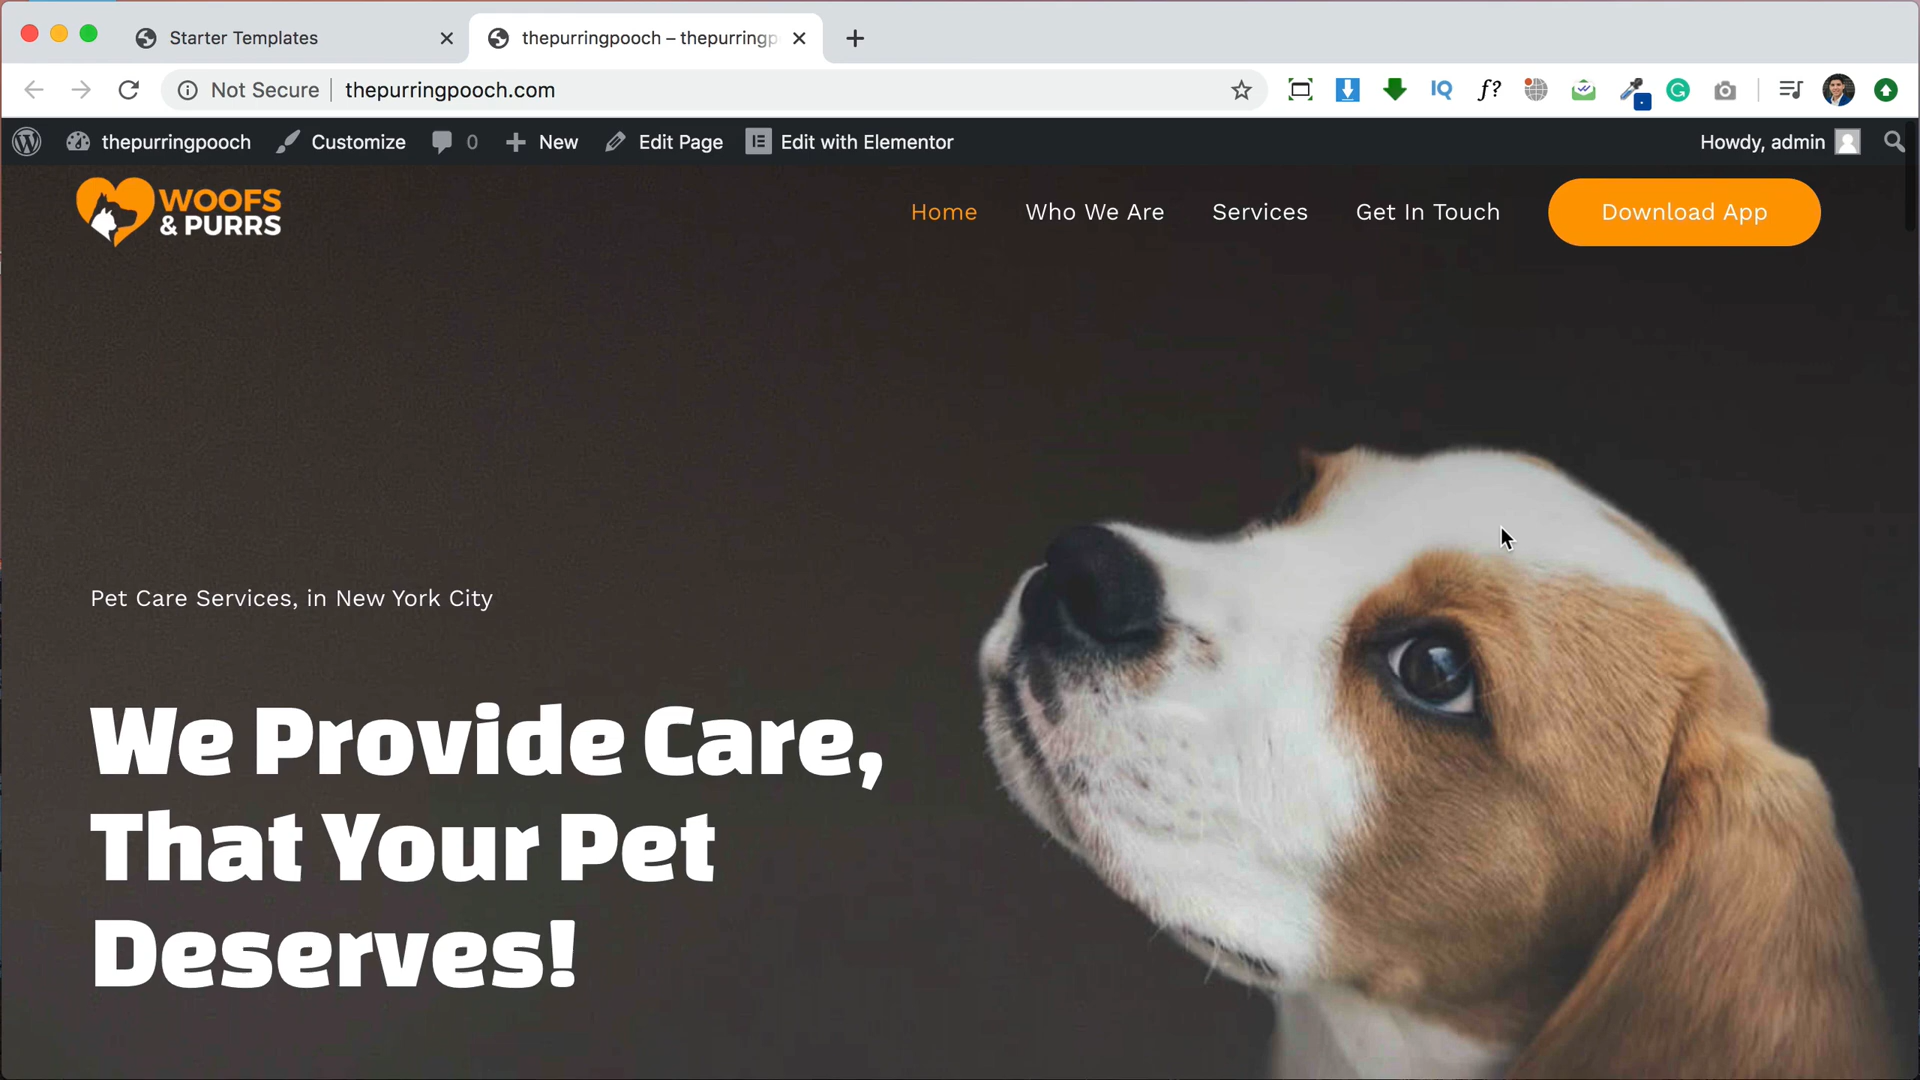 Starter Templates
thepurringpooch – thepurringp
Not Secure
thepurringpooch.com
IQ
f?
thepurringpooch
Customize
0
New
Edit Page
Edit with Elementor
Howdy, admin
WOOFS
& PURRS
Home
Who We Are
Services
Get In Touch
Download App
Pet Care Services, in New York City
We Provide Care,
That Your Pet
Deserves!